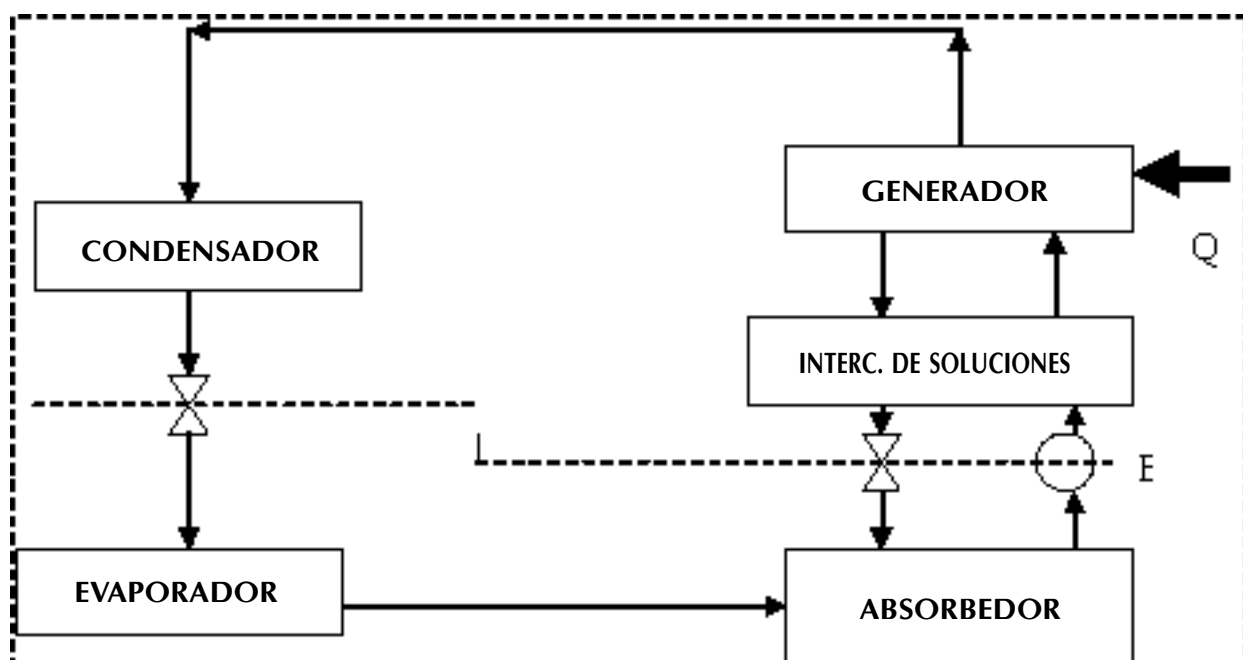 GENERADOR
CONDENSADOR
Q
INTERC. DE SOLUCIONES
E
EVAPORADOR
ABSORBEDOR